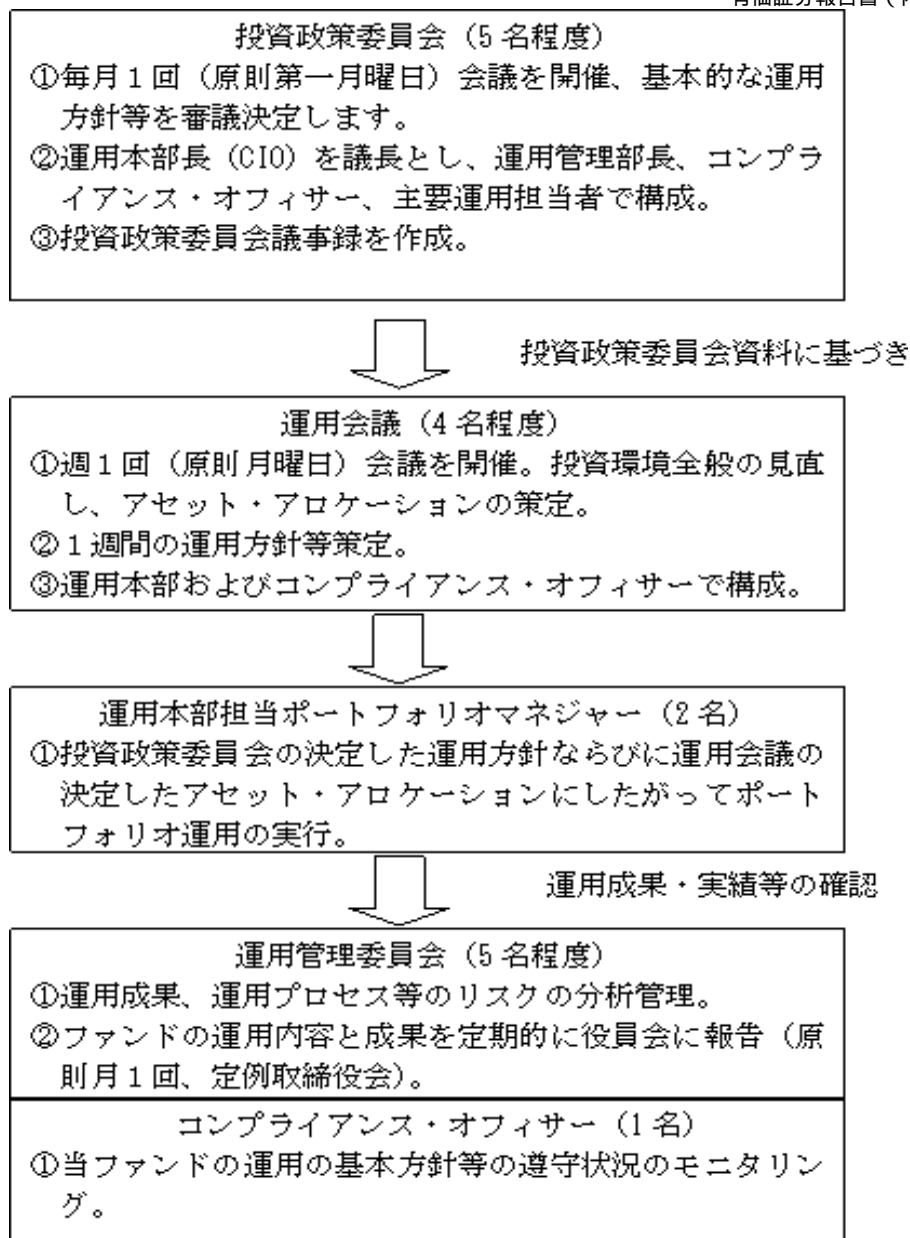 有価証券報告書（
投資政策委員会（5 名程度）
①毎月１回（原則第一月曜日）会議を開催、基本的な運用
方針等を審議決定します。
②運用本部長（CIO）を議長とし、運用管理部長、コンプラ
イアンス・オフィサー、主要運用担当者で構成。
③投資政策委員会議事録を作成。
投資政策委員会資料に基づき
運用会議（4 名程度）
①週１回（原則月曜日）会議を開催。投資環境全般の見直
し、アセット・アロケーションの策定。
②１週間の運用方針等策定。
③運用本部およびコンプライアンス・オフィサーで構成。
運用本部担当ポートフォリオマネジャー（2 名）
①投資政策委員会の決定した運用方針ならびに運用会議の
決定したアセット・アロケーションにしたがってポート
フォリオ運用の実行。
運用成果・実績等の確認
運用管理委員会（5 名程度）
①運用成果、運用プロセス等のリスクの分析管理。
②ファンドの運用内容と成果を定期的に役員会に報告（原
則月１回、定例取締役会）。
コンプライアンス・オフィサー（1 名）
①当ファンドの運用の基本方針等の遵守状況のモニタリン
グ。